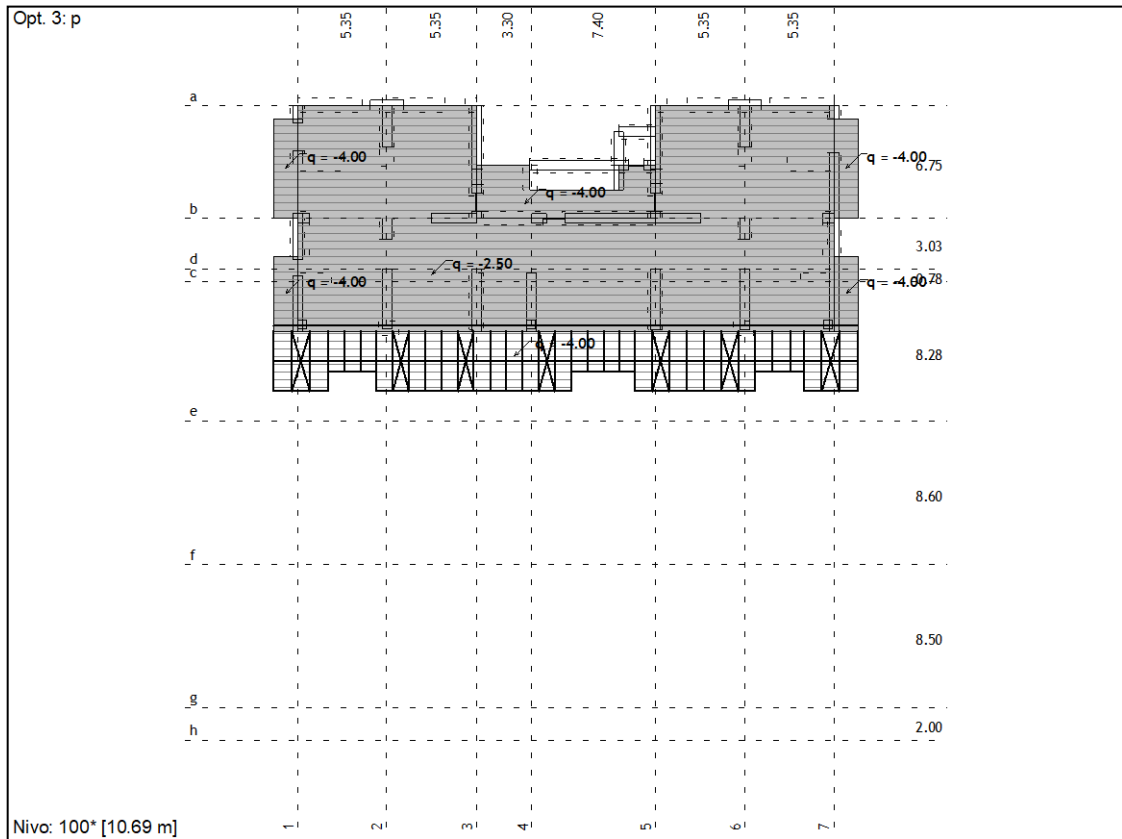 Opt. 3: p
5.35
5.35
3.30
7.40
5.35
5.35
a
q = -4.00
q = -4.00
6.75
q = -4.00
b
3.03
d
q = -2.50
c
0.78
q = -4.00
q = -4.00
q = -4.00
8.28
e
8.60
f
8.50
g
h
2.00
Nivo: 100* [10.69 m]
1
2
3
4
5
6
7